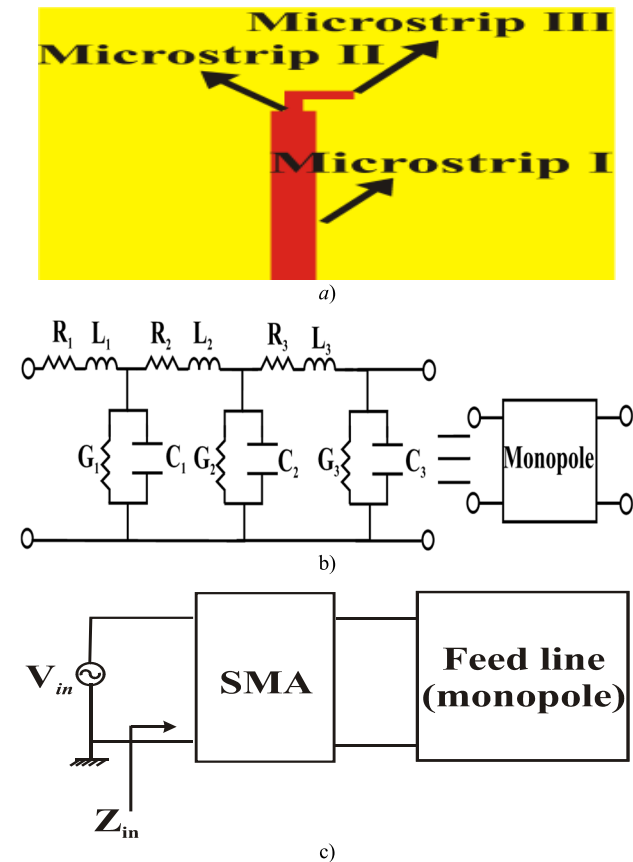 Microstrip III
Microstrip II
Microstrip I
a)
R1 L1 R2 L2 R3 L3
G1 C1 G2 C2 G3 C3 Monopole
b)
Vin SMA Feed line
(monopole)
Zin
c)